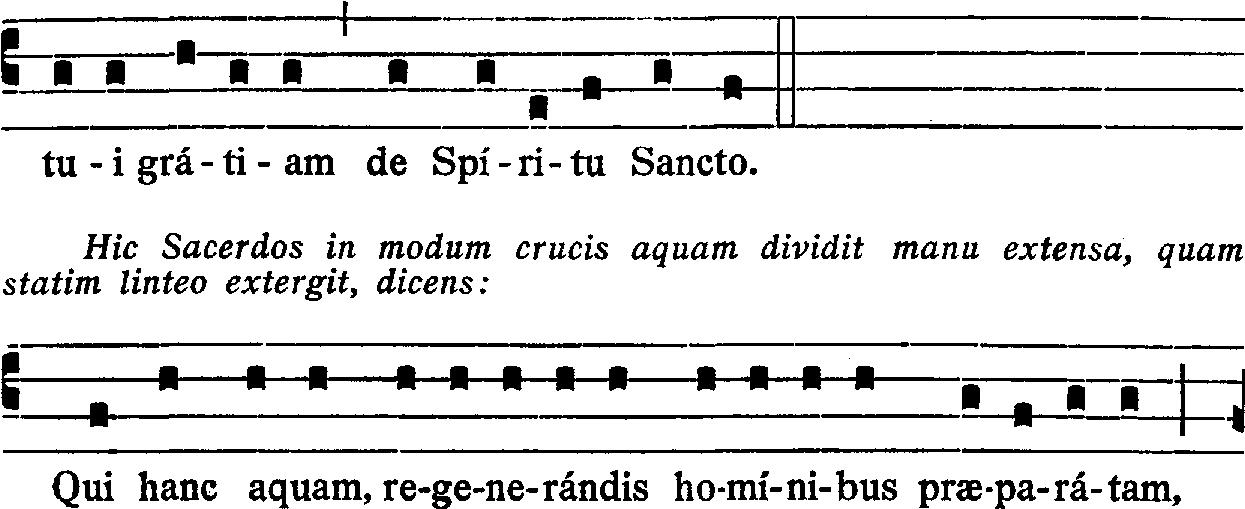 tu - i grá - ti - am de Spí - ri - tu Sancto.
Hic Sacerdos in modum crucis aquam dividit manu extensa, quam
statim linteo extergit, dicens:
Qui hanc aquam, re-ge-ne-rándis ho-mí-ni-bus præ-pa-rá-tam,